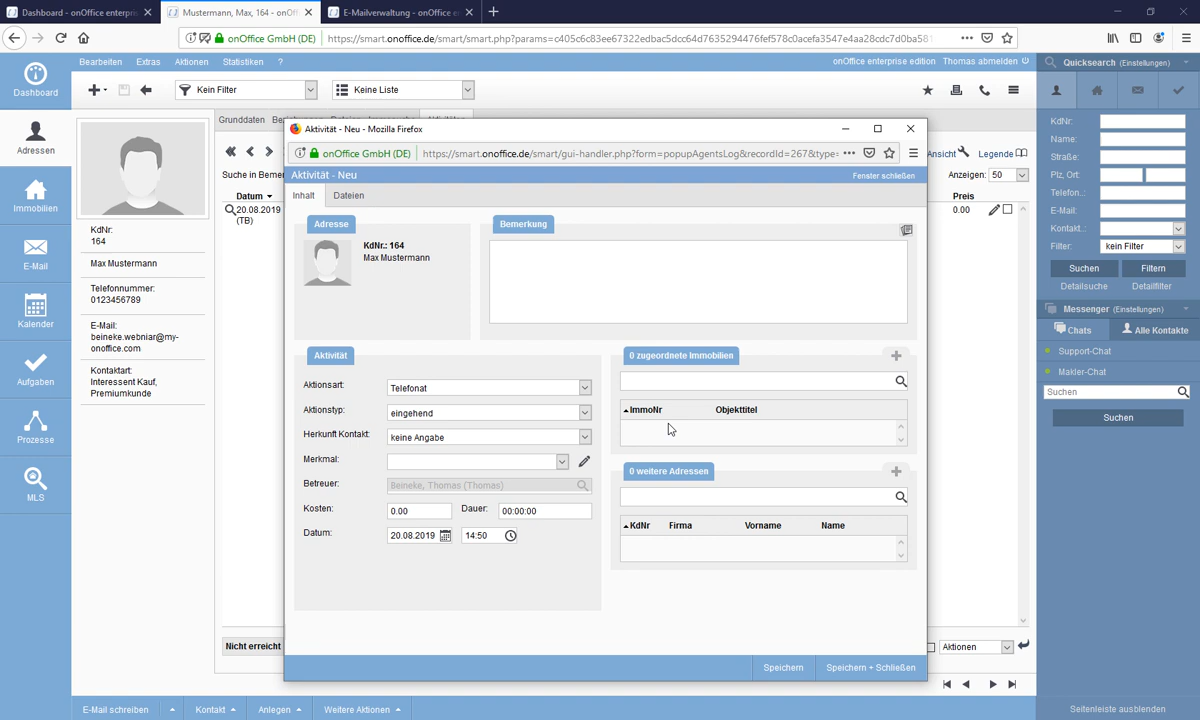 Dashboard - onOffice enterpris
Mustermann, Max, 164 - onOff
E-Mailverwaltung - onOffice en
onOffice GmbH (DE)
https://smart.onoffice.de/smart/smart.php?params=c405c6c83ee67322edbac5dcc64d7635294476fef578c0acefa3547e4aa28cdc7d0ba581
Bearbeiten Extras Aktionen Statistiken ?
onOffice enterprise edition Thomas abmelden
Kein Filter
Keine Liste
Dashboard
Adressen
Immobilien
E-Mail
Kalender
Aufgaben
Prozesse
MLS
KdNr:
164
Max Mustermann
Telefonnummer:
0123456789
E-Mail:
beineke.webniar@my-
onoffice.com
Kontaktart:
Interessent Kauf,
Premiumkunde
Grunddaten
Suche in Bemer
Datum
20.08.2019
(TB)
Nicht erreicht
Ansicht Legende
Anzeigen: 50
Preis
0.00
Aktionen
Aktivität - Neu - Mozilla Firefox
onOffice GmbH (DE)
https://smart.onoffice.de/smart/gui-handler.php?form=popupAgentsLog&recordId=267&type=
Aktivität - Neu
Fenster schließen
Inhalt
Dateien
Adresse
KdNr.: 164
Max Mustermann
Bemerkung
Aktivität
Aktionsart: Telefonat
Aktionstyp: eingehend
Herkunft Kontakt: keine Angabe
Merkmal:
Betreuer: Beineke, Thomas (Thomas)
Kosten: 0.00 Dauer: 00:00:00
Datum: 20.08.2019 14:50
0 zugeordnete Immobilien
ImmoNr Objekttitel
0 weitere Adressen
KdNr Firma Vorname Name
Speichern
Speichern + Schließen
Quicksearch (Einstellungen)
KdNr:
Name:
Straße:
Plz, Ort:
Telefon..:
E-Mail:
Kontakt.:
Filter: kein Filter
Suchen
Filtern
Detailsuche
Detailfilter
Messenger (Einstellungen)
Chats
Alle Kontakte
Support-Chat
Makler-Chat
Suchen
Suchen
E-Mail schreiben
Kontakt
Anlegen
Weitere Aktionen
Seitenleiste ausblenden